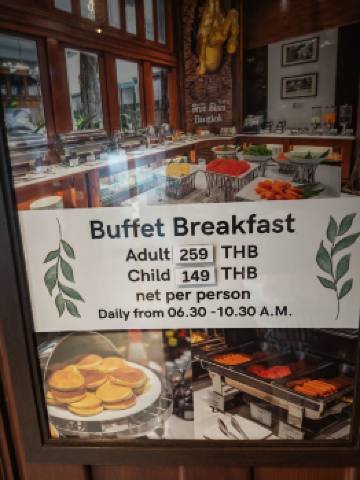 Buffet Breakfast
Adult 259 THB
Child 149 THB
net per person
Daily from 06.30 -10.30 A.M.